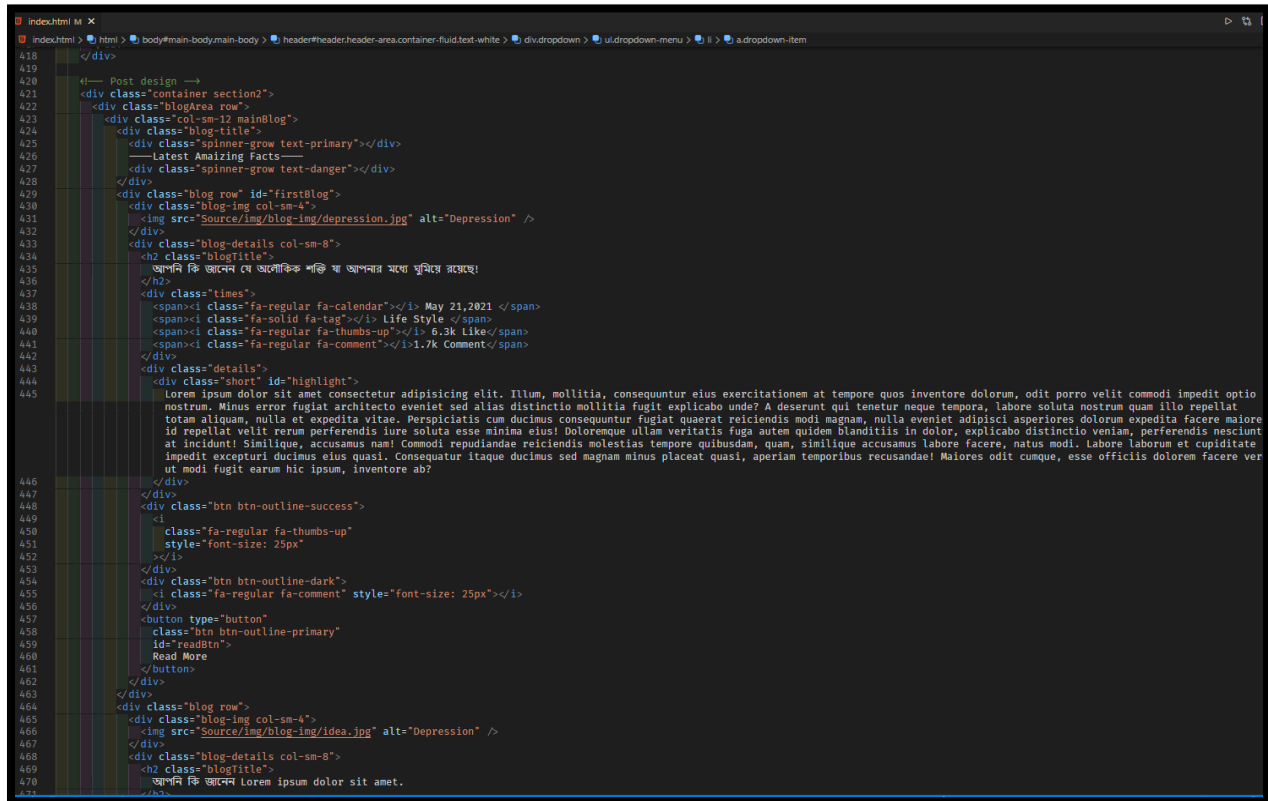 index.html M ×
index.html > html > body#main-body.main-body > header#header.header-area.container-fluid.text-white > div.dropdown > ul.dropdown-menu > li > a.dropdown-item
418 </div>
419
420 <!-- Post design -->
421 <div class="container section2">
422 <div class="blogArea row">
423 <div class="col-sm-12 mainBlog">
424 <div class="blog-title">
425 <div class="spinner-grow text-primary"></div>
426 ----Latest Amaizing Facts----
427 <div class="spinner-grow text-danger"></div>
428 </div>
429 <div class="blog row" id="firstBlog">
430 <div class="blog-img col-sm-4">
431 <img src="Source/img/blog-img/depression.jpg" alt="Depression" />
432 </div>
433 <div class="blog-details col-sm-8">
434 <h2 class="blogTitle">
435 আপনি কি জানেন যে অলৌকিক শক্তি যা আপনার মধ্যে ঘুমিয়ে রয়েছে!
436 </h2>
437 <div class="times">
438 <span><i class="fa-regular fa-calendar"></i> May 21,2021 </span>
439 <span><i class="fa-solid fa-tag"></i> Life Style </span>
440 <span><i class="fa-regular fa-thumbs-up"></i> 6.3k Like</span>
441 <span><i class="fa-regular fa-comment"></i>1.7k Comment</span>
442 </div>
443 <div class="details">
444 <div class="short" id="highlight">
445 Lorem ipsum dolor sit amet consectetur adipisicing elit. Illum, mollitia, consequuntur eius exercitationem at tempore quos inventore dolorum, odit porro velit commodi impedit optio
nostrum. Minus error fugiat architecto eveniet sed alias distinctio mollitia fugit explicabo unde? A deserunt qui tenetur neque tempora, labore soluta nostrum quam illo repellat
totam aliquam, nulla et expedita vitae. Perspiciatis cum ducimus consequuntur fugiat quaerat reiciendis modi magnam, nulla eveniet adipisci asperiores dolorum expedita facere maiore
id repellat velit rerum perferendis iure soluta esse minima eius! Doloremque ullam veritatis fuga autem quidem blanditiis in dolor, explicabo distinctio veniam, perferendis nesciunt
at incidunt! Similique, accusamus nam! Commodi repudiandae reiciendis molestias tempore quibusdam, quam, similique accusamus labore facere, natus modi. Labore laborum et cupiditate
impedit excepturi ducimus eius quasi. Consequatur itaque ducimus sed magnam minus placeat quasi, aperiam temporibus recusandae! Maiores odit cumque, esse officiis dolorem facere ver
ut modi fugit earum hic ipsum, inventore ab?
446 </div>
447 </div>
448 <div class="btn btn-outline-success">
449 <i
450 class="fa-regular fa-thumbs-up"
451 style="font-size: 25px"
452 ></i>
453 </div>
454 <div class="btn btn-outline-dark">
455 <i class="fa-regular fa-comment" style="font-size: 25px"></i>
456 </div>
457 <button type="button"
458 class="btn btn-outline-primary"
459 id="readBtn">
460 Read More
461 </button>
462 </div>
463 </div>
464 <div class="blog row">
465 <div class="blog-img col-sm-4">
466 <img src="Source/img/blog-img/idea.jpg" alt="Depression" />
467 </div>
468 <div class="blog-details col-sm-8">
469 <h2 class="blogTitle">
470 আপনি কি জানেন Lorem ipsum dolor sit amet.
471 </h2>